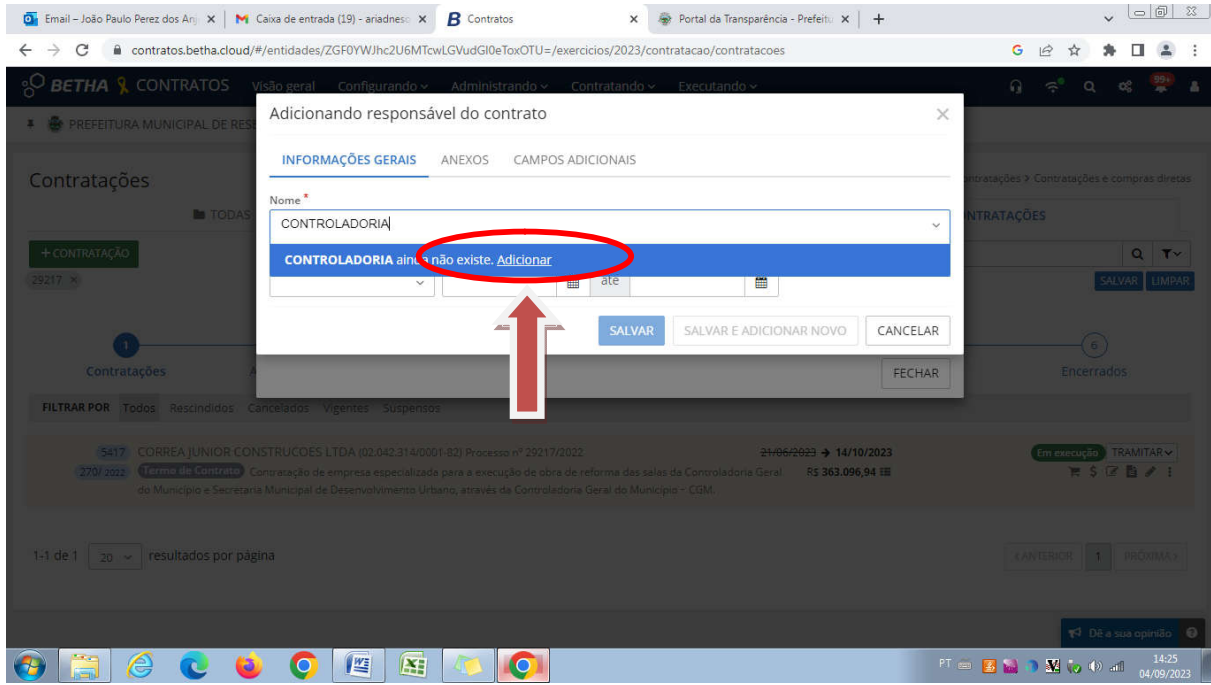 Email – João Paulo Perez dos Anj
Caixa de entrada (19) - ariadnesc
Contratos
Portal da Transparência - Prefeitu
contratos.betha.cloud/#/entidades/ZGF0YWJhc2U6MTcwLGVudGl0eToxOTU=/exercicios/2023/contratacao/contratacoes
BETHA CONTRATOS Visão geral Configurando Administrando Contratando Executando 99+
PREFEITURA MUNICIPAL DE RESE
Adicionando responsável do contrato
INFORMAÇÕES GERAIS ANEXOS CAMPOS ADICIONAIS
Contratações
ontratações > Contratações e compras diretas
Nome *
TODAS
NTRATAÇÕES
CONTROLADORIA
+ CONTRATAÇÃO
CONTROLADORIA ainda não existe. Adicionar
29217
até
SALVAR LIMPAR
SALVAR SALVAR E ADICIONAR NOVO CANCELAR
1
6
Contratações
FECHAR
Encerrados
FILTRAR POR Todos Rescindidos Cancelados Vigentes Suspensos
5417 CORREA JUNIOR CONSTRUCOES LTDA (02.042.314/0001-82) Processo nº 29217/2022 21/06/2023 → 14/10/2023 Em execução TRAMITAR
270/ 2022 Termo de Contrato Contratação de empresa especializada para a execução de obra de reforma das salas da Controladoria Geral R$ 363.096,94
do Município e Secretaria Municipal de Desenvolvimento Urbano, através da Controladoria Geral do Município - CGM.
1-1 de 1 20 resultados por página
ANTERIOR 1 PRÓXIMA
Dê a sua opinião
PT
14:25
04/09/2023